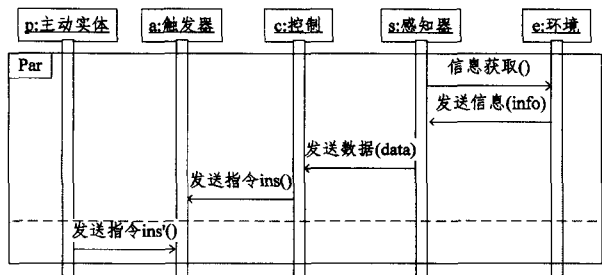 p:主动实体
a:触发器
c:控制
s:感知器
e:环境
Par
信息获取()
发送信息(info)
发送数据(data)
发送指令ins()
发送指令ins'()